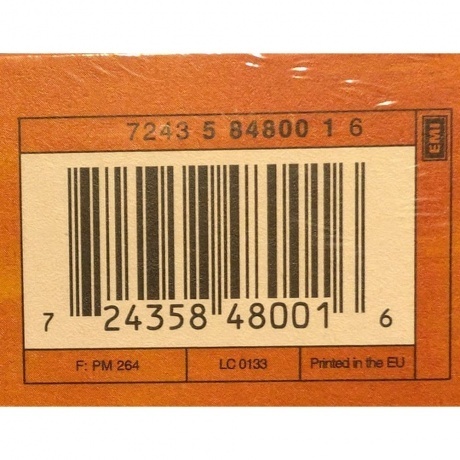 7243 5 84800 1 6
EMI
7 24358 48001 6
F: PM 264
LC 0133
Printed in the EU